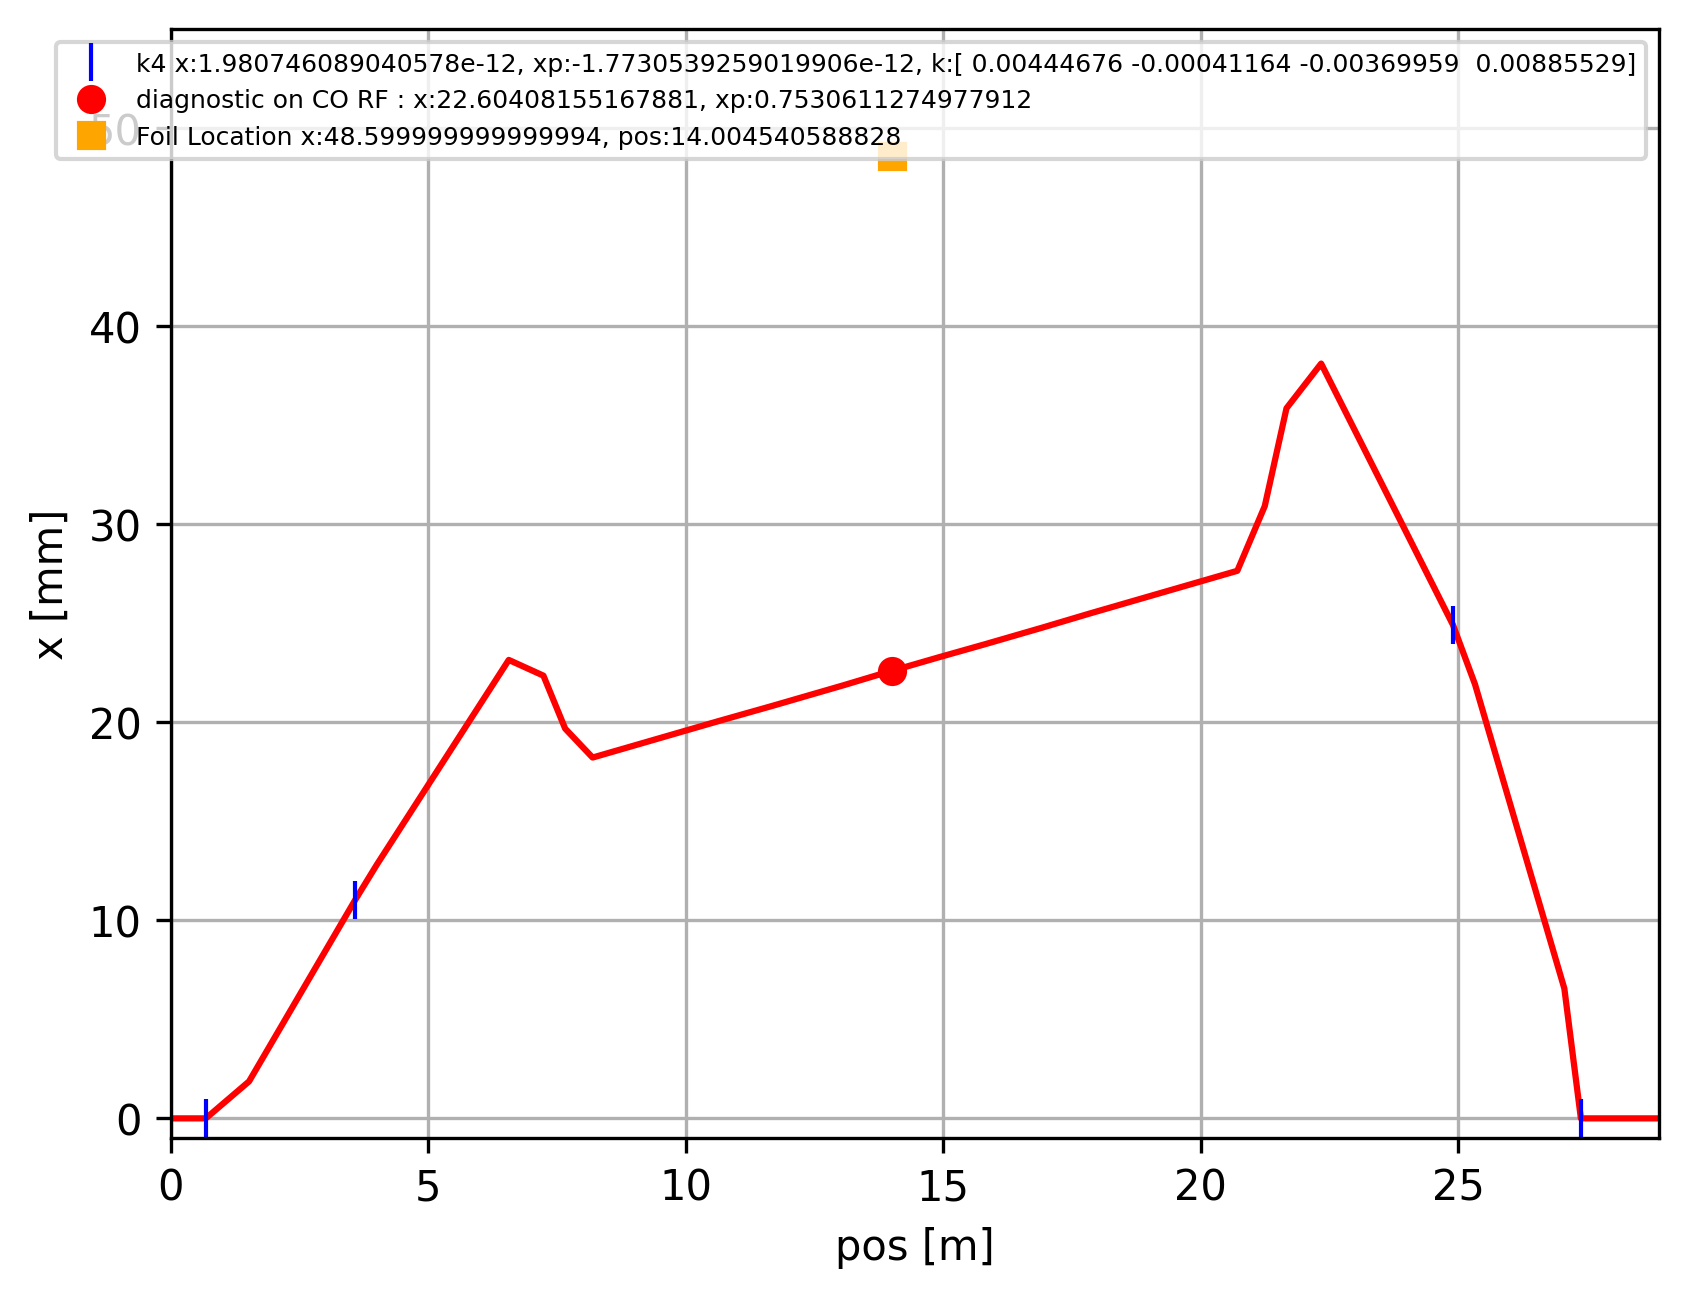 k4 x:1.980746089040578e-12, xp:-1.7730539259019906e-12, k:[ 0.00444676 -0.00041164 -0.00369959  0.00885529]
diagnostic on CO RF : x:22.60408155167881, xp:0.7530611274977912
Foil Location x:48.599999999999994, pos:14.004540588828
50
40
30
20
10
0
x [mm]
0 5 10 15 20 25
pos [m]